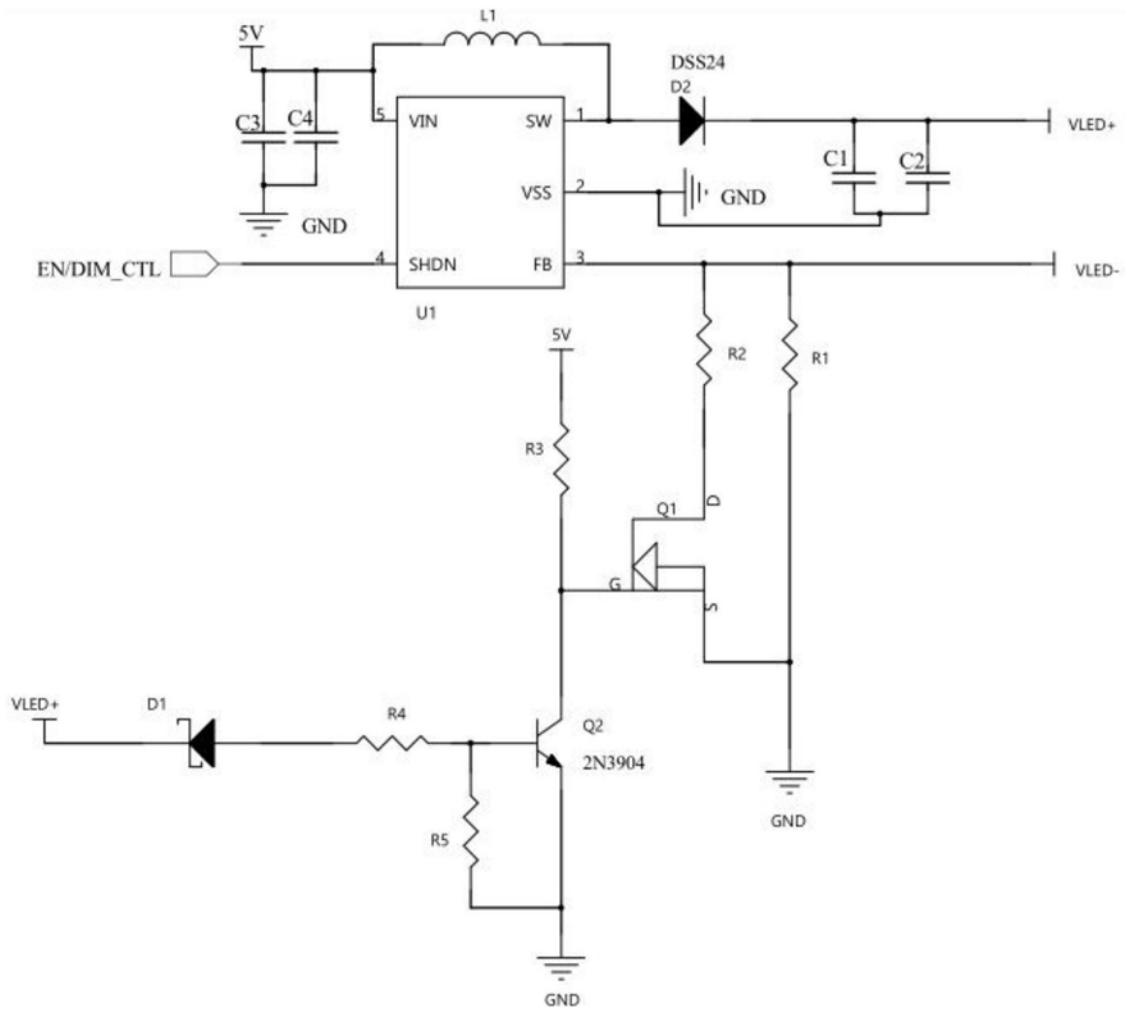 L1
5V
DSS24
D2
C3
C4
5
VIN
SW
1
VLED+
C1
C2
VSS
2
GND
GND
EN/DIM_CTL
4
SHDN
FB
3
VLED-
U1
5V
R2
R1
R3
D
Q1
G
S
VLED+
D1
R4
Q2
2N3904
R5
GND
GND